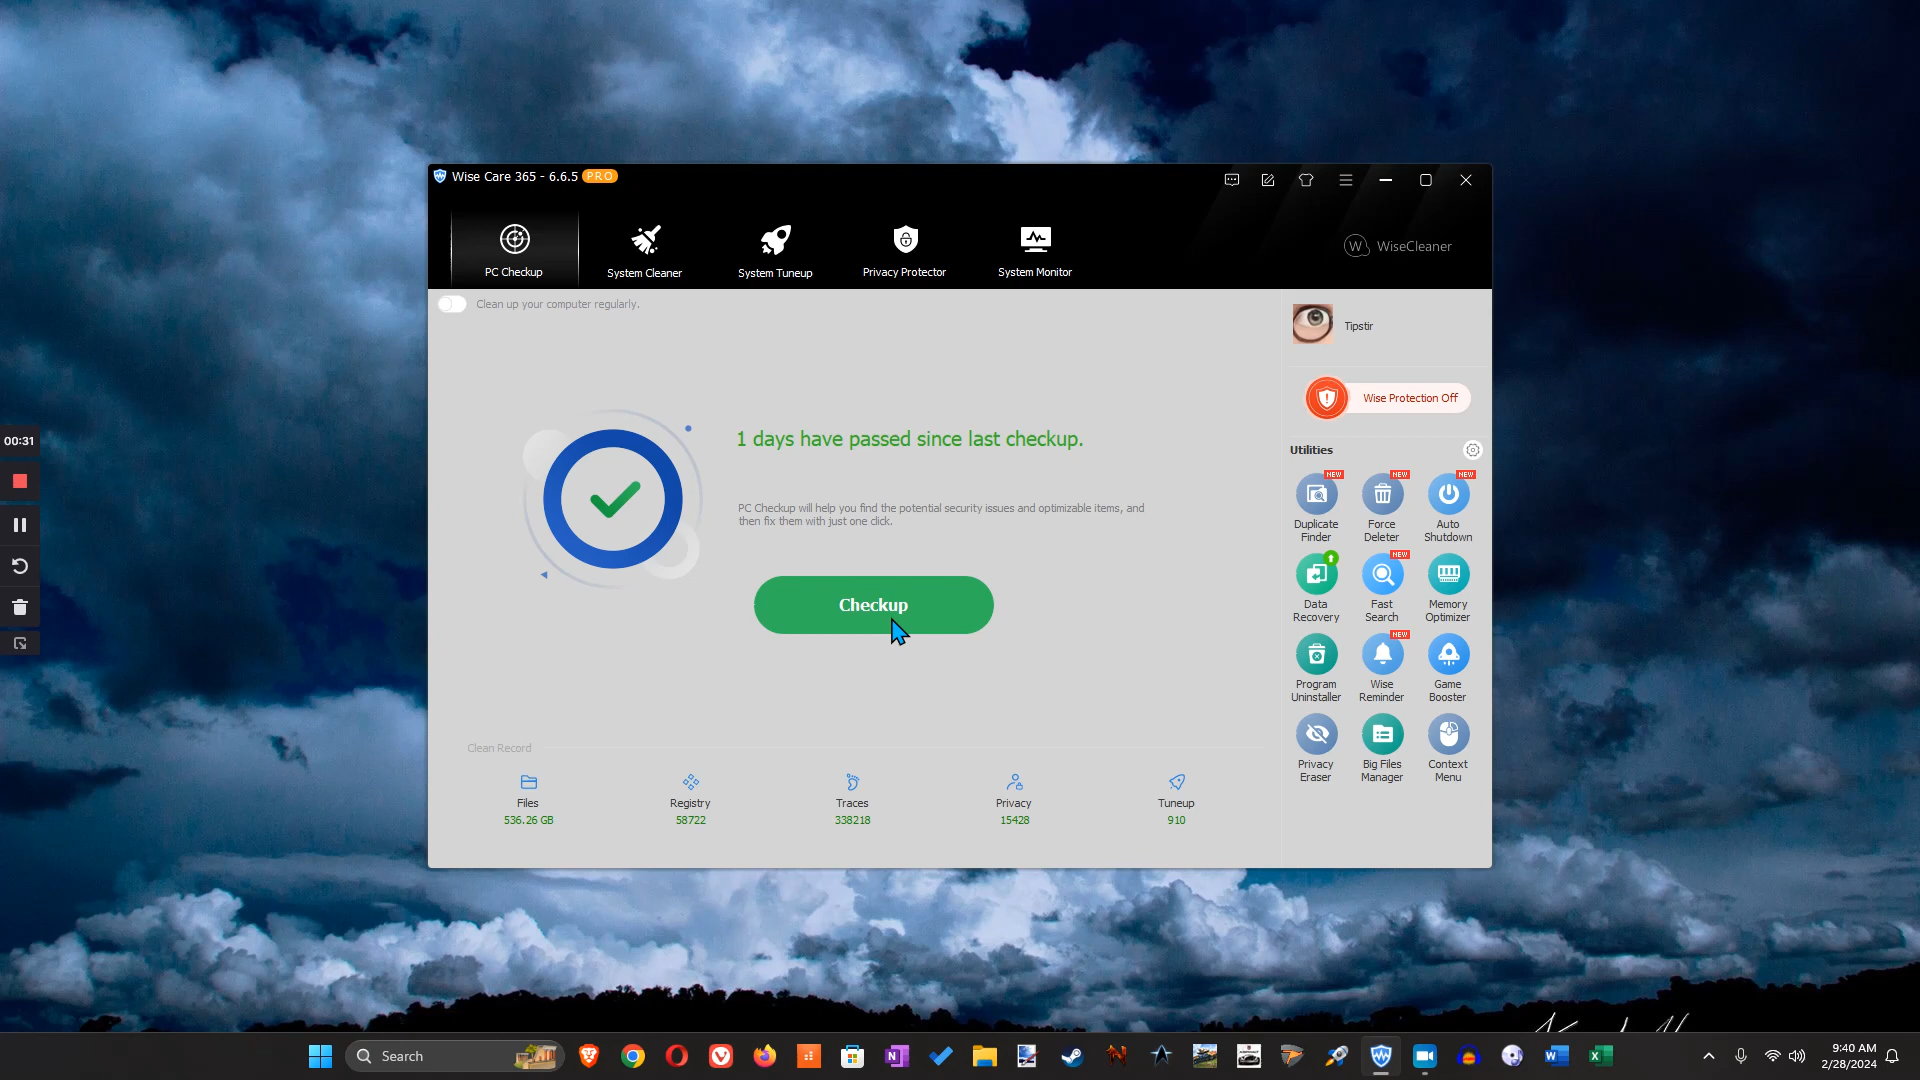 Wise Care 365 - 6.6.5 PRO
PC Checkup
System Cleaner
System Tuneup
Privacy Protector
System Monitor
W WiseCleaner
Clean up your computer regularly.
Tipstir
Wise Protection Off
00:31
1 days have passed since last checkup.
PC Checkup will help you find the potential security issues and optimizable items, and
then fix them with just one click.
Checkup
Utilities
NEW
NEW
NEW
Duplicate
Finder
Force
Deleter
Auto
Shutdown
NEW
Data
Recovery
Fast
Search
Memory
Optimizer
NEW
Program
Uninstaller
Wise
Reminder
Game
Booster
Privacy
Eraser
Big Files
Manager
Context
Menu
Clean Record
Files
536.26 GB
Registry
58722
Traces
338218
Privacy
15428
Tuneup
910
Search
9:40 AM
2/28/2024